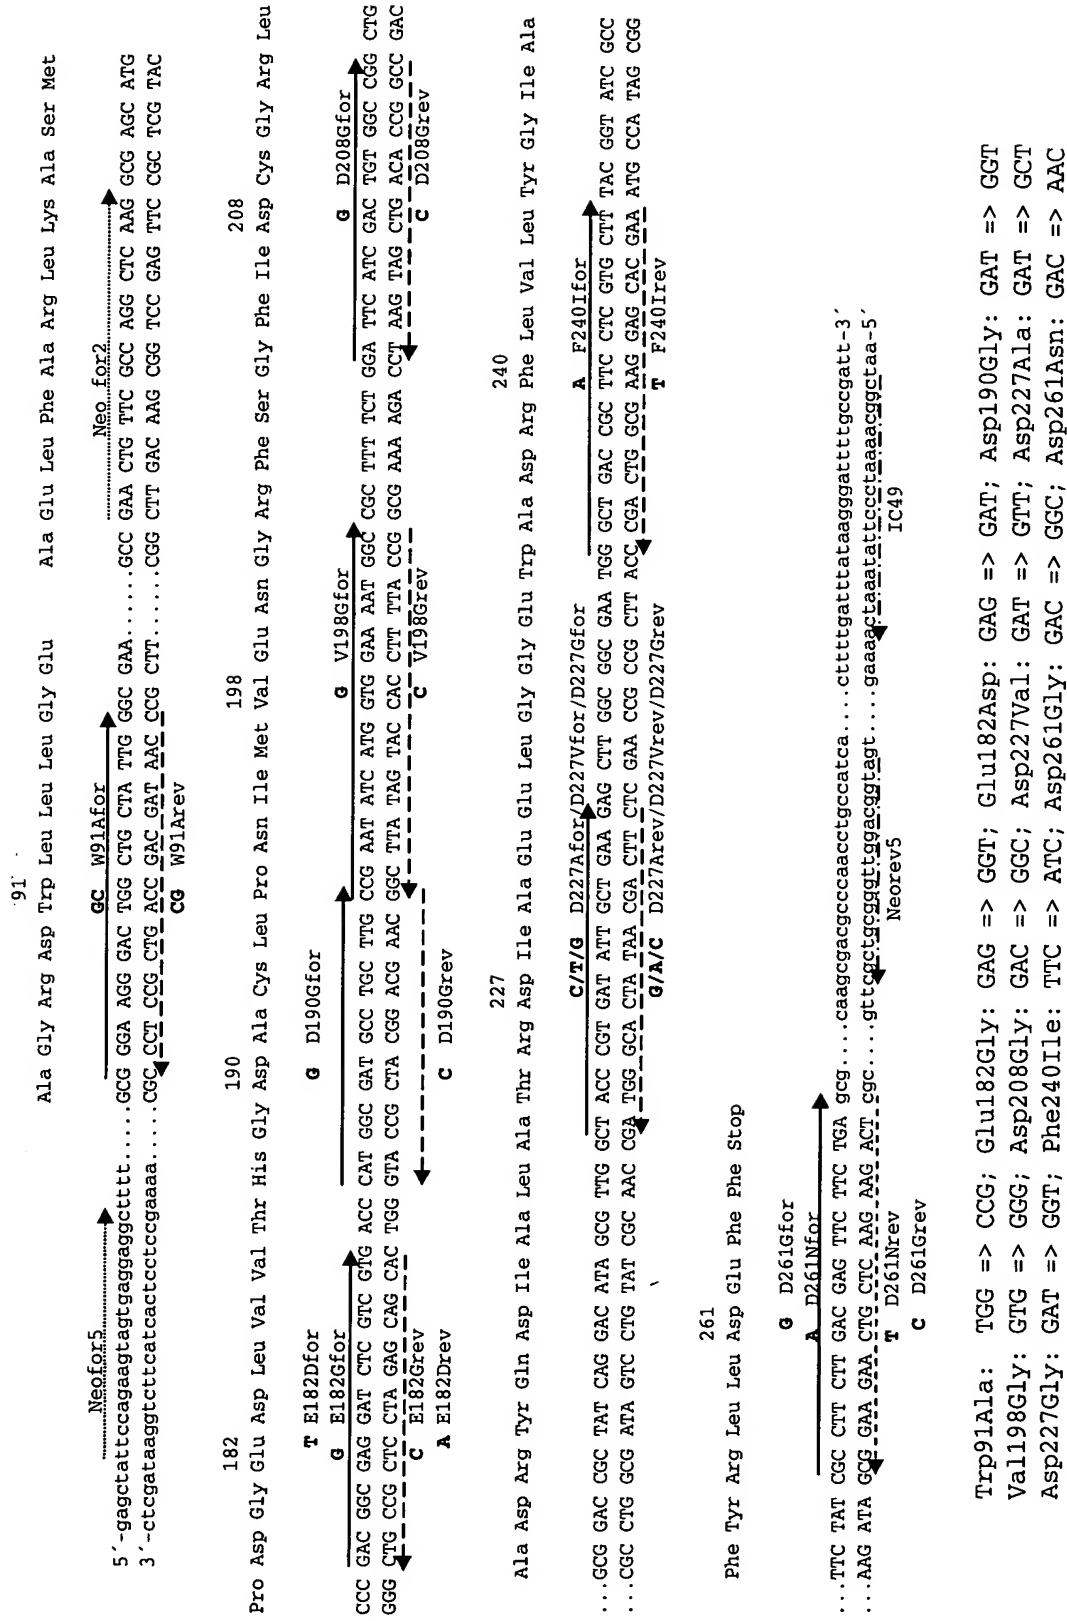 91
Ala Gly Arg Asp Trp Leu Leu Leu Gly Glu Ala Glu Leu Phe Ala Arg Leu Lys Ala Ser Met
Neofor5 GC W91Afor Neo for2
5´-gagctattccagaagtagtgaggaggctttt.....GCG GGA AGG GAC TGG CTG CTA TTG GGC GAA......GCC GAA CTG TTC GCC AGG CTC AAG GCG AGC ATG
3´-ctcgataaggtcttcatcactcctccgaaaa.....CGC CCT CCG CTG ACC GAC GAT AAC CCG CTT......CGG CTT GAC AAG CGG TCC GAG TTC CGC TCG TAC
CG W91Arev
182 190 198 208
Pro Asp Gly Glu Asp Leu Val Val Thr His Gly Asp Ala Cys Leu Pro Asn Ile Met Val Glu Asn Gly Arg Phe Ser Gly Phe Ile Asp Cys Gly Arg Leu
T E182Dfor
G E182Gfor G D190Gfor G V198Gfor G D208Gfor
CCC GAC GGC GAG GAT CTC GTC GTG ACC CAT GGC GAT GCC TGC TTG CCG AAT ATC ATG GTG GAA AAT GGC CGC TTT TCT GGA TTC ATC GAC TGT GGC CGG CTG
GGG CTG CCG CTC CTA GAG CAG CAC TGG GTA CCG CTA CGG ACG AAC GGC TTA TAG TAC CAC CTT TTA CCG GCG AAA AGA CCT AAG TAG CTG ACA CCG GCC GAC
C E182Grev C D190Grev C V198Grev C D208Grev
A E182Drev
227 240
Ala Asp Arg Tyr Gln Asp Ile Ala Leu Ala Thr Arg Asp Ile Ala Glu Glu Leu Gly Gly Glu Trp Ala Asp Arg Phe Leu Val Leu Tyr Gly Ile Ala
C/T/G D227Afor/D227Vfor/D227Gfor A F240Ifor
...GCG GAC CGC TAT CAG GAC ATA GCG TTG GCT ACC CGT GAT ATT GCT GAA GAG CTT GGC GGC GAA TGG GCT GAC CGC TTC CTC GTG CTT TAC GGT ATC GCC
...CGC CTG GCG ATA GTC CTG TAT CGC AAC CGA TGG GCA CTA TAA CGA CTT CTC GAA CCG CCG CTT ACC CGA CTG GCG AAG GAG CAC GAA ATG CCA TAG CGG
G/A/C D227Arev/D227Vrev/D227Grev T F240Irev
261
Phe Tyr Arg Leu Leu Asp Glu Phe Phe Stop
G D261Gfor
A D261Nfor
...TTC TAT CGC CTT CTT GAC GAG TTC TTC TGA gcg....caagcgacgcccaacctgccatca....cttttgatttataagggattttgccgatt-3´
...AAG ATA GCG GAA GAA CTG CTC AAG AAG ACT cgc....gttcgctgcgggttggacggtagt....gaaaactaaatattccctaaaacggctaa-5´
T D261Nrev Neorev5 IC49
C D261Grev
Trp91Ala: TGG => CCG; Glu182Gly: GAG => GGT; Glu182Asp: GAG => GAT; Asp190Gly: GAT => GGT
Val198Gly: GTG => GGG; Asp208Gly: GAC => GGC; Asp227Val: GAT => GTT; Asp227Ala: GAT => GCT
Asp227Gly: GAT => GGT; Phe240Ile: TTC => ATC; Asp261Gly: GAC => GGC; Asp261Asn: GAC => AAC